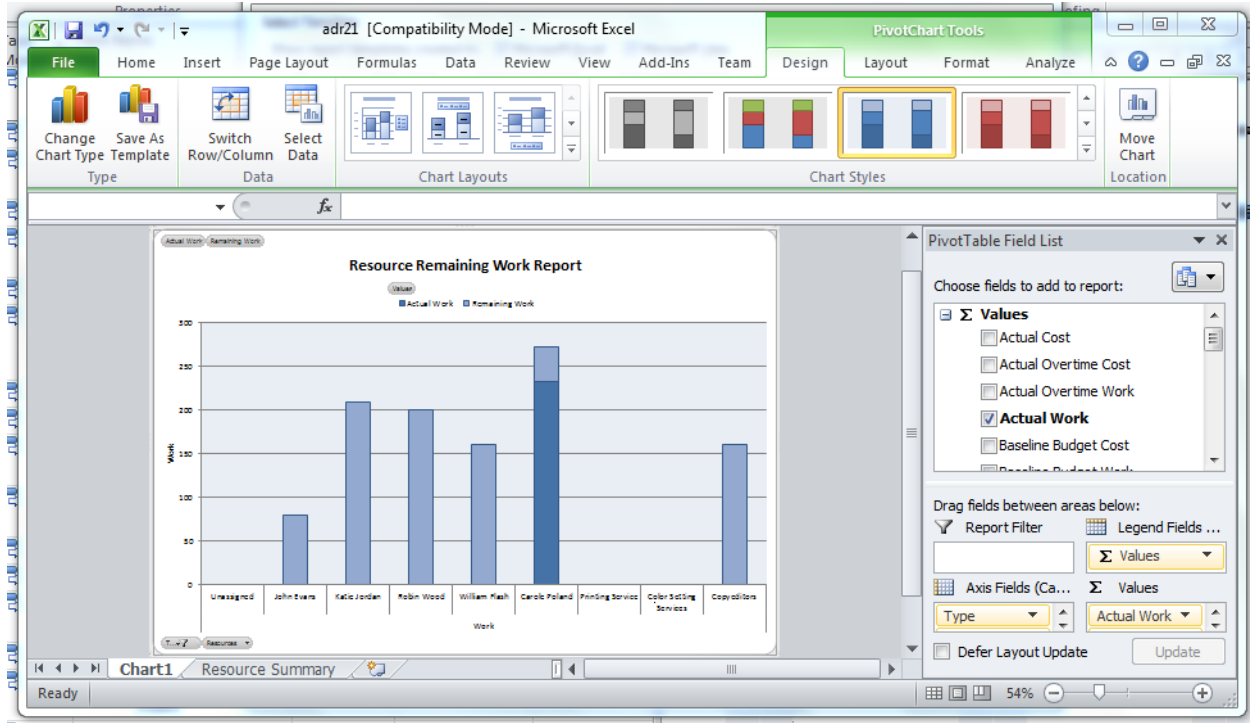 Properties
adr21 [Compatibility Mode] - Microsoft Excel
PivotChart Tools
File Home Insert Page Layout Formulas Data Review View Add-Ins Team Design Layout Format Analyze
Change Chart Type
Save As Template
Switch Row/Column
Select Data
Move Chart
Type Data Chart Layouts Chart Styles Location
fx
Actual Work Remaining Work
Resource Remaining Work Report
Values
Actual Work Remaining Work
300
250
200
150
100
50
0
Work
Unassigned John Evans Katie Jordan Robin Wood William Flash Carole Poland Printing Service Color Setting Services Copyeditors
Work
T... Resources
PivotTable Field List
Choose fields to add to report:
Σ Values
Actual Cost
Actual Overtime Cost
Actual Overtime Work
Actual Work
Baseline Budget Cost
Baseline Budget Work
Drag fields between areas below:
Report Filter Legend Fields ...
Σ Values
Axis Fields (Ca... Σ Values
Type Actual Work
Defer Layout Update Update
Chart1 Resource Summary
Ready 54%